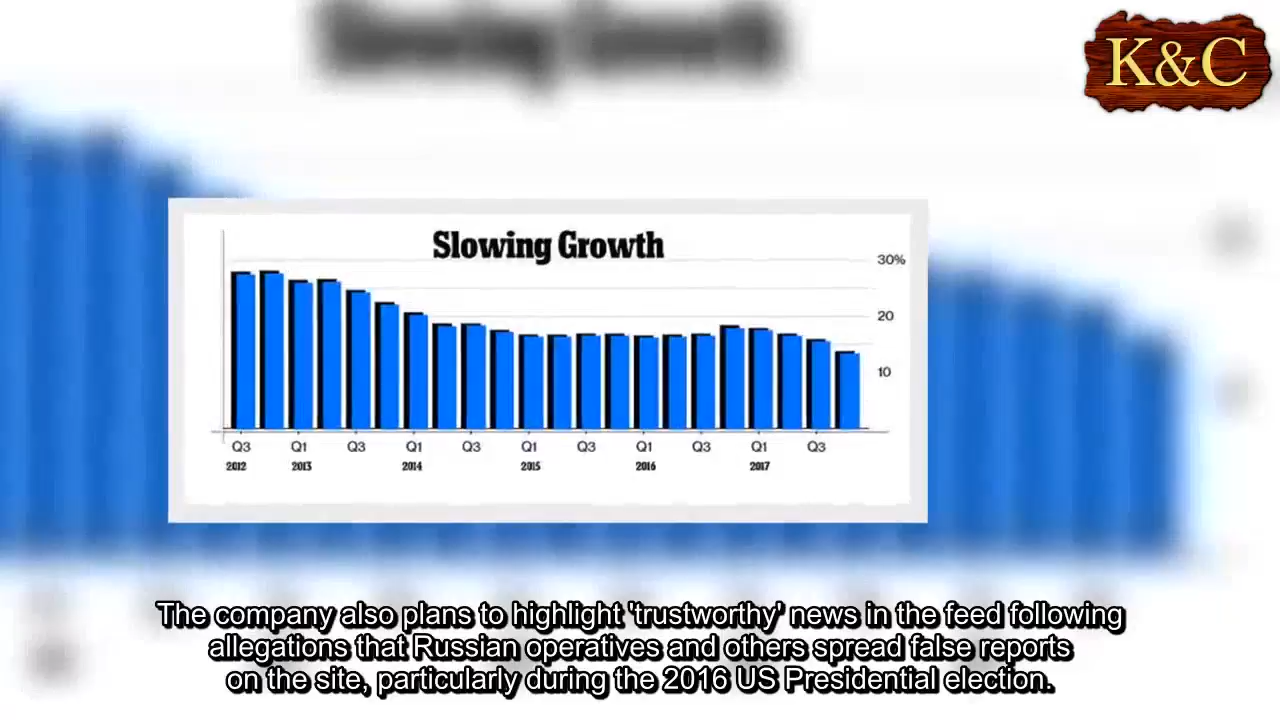 K&C
Slowing Growth
30%
20
10
Q3 Q1 Q3 Q1 Q3 Q1 Q3 Q1 Q3 Q1 Q3
2012 2013 2014 2015 2016 2017
The company also plans to highlight 'trustworthy' news in the feed following
allegations that Russian operatives and others spread false reports
on the site, particularly during the 2016 US Presidential election.